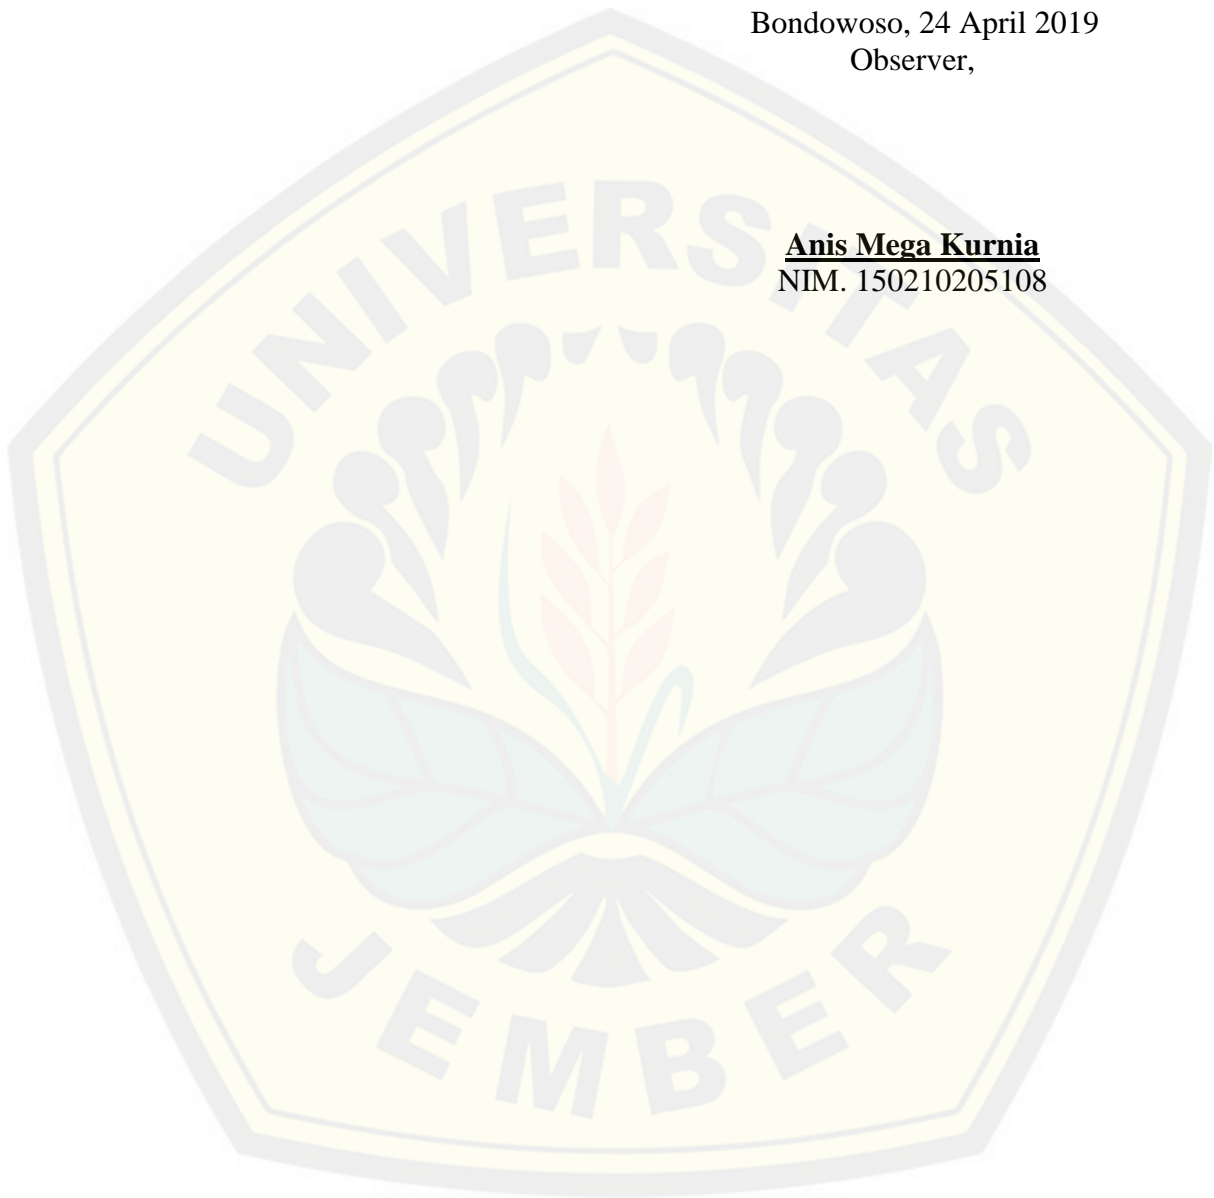 Bondowoso, 24 April 2019
Observer,
Anis Mega Kurnia
NIM. 150210205108
UNIVERSITAS
JEMBER